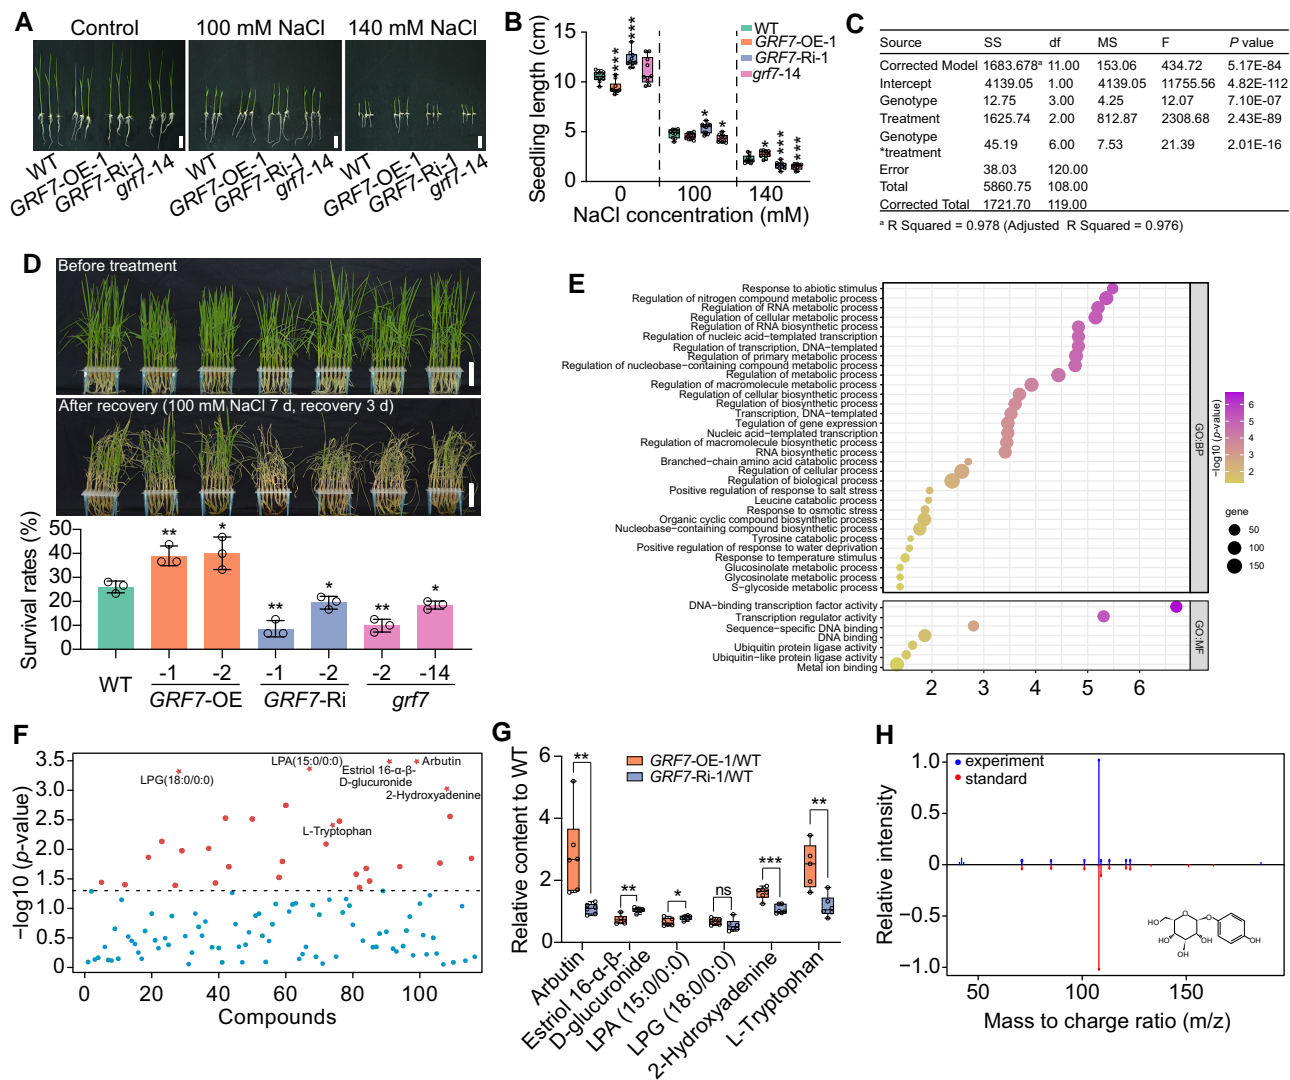 A
Control
100 mM NaCl
140 mM NaCl
WT
GRF7-OE-1
GRF7-Ri-1
grf7-14
WT
GRF7-OE-1
GRF7-Ri-1
grf7-14
WT
GRF7-OE-1
GRF7-Ri-1
grf7-14
B
Seedling length (cm)
15
10
5
0
WT
GRF7-OE-1
GRF7-Ri-1
grf7-14
****
****
*
*
*
****
****
0
100
140
NaCl concentration (mM)
C
Source SS df MS F P value
Corrected Model 1683.678ᵃ 11.00 153.06 434.72 5.17E-84
Intercept 4139.05 1.00 4139.05 11755.56 4.82E-112
Genotype 12.75 3.00 4.25 12.07 7.10E-07
Treatment 1625.74 2.00 812.87 2308.68 2.43E-89
Genotype
*treatment 45.19 6.00 7.53 21.39 2.01E-16
Error 38.03 120.00
Total 5860.75 108.00
Corrected Total 1721.70 119.00
ᵃ R Squared = 0.978 (Adjusted R Squared = 0.976)
D
Before treatment
After recovery (100 mM NaCl 7 d, recovery 3 d)
Survival rates (%)
50
40
30
20
10
0
**
*
**
*
**
*
WT
-1 -2 -1 -2 -2 -14
GRF7-OE GRF7-Ri grf7
E
Response to abiotic stimulus
Regulation of nitrogen compound metabolic process
Regulation of RNA metabolic process
Regulation of cellular metabolic process
Regulation of RNA biosynthetic process
Regulation of nucleic acid−templated transcription
Regulation of transcription, DNA−templated
Regulation of primary metabolic process
Regulation of nucleobase−containing compound metabolic process
Regulation of metabolic process
Regulation of macromolecule metabolic process
Regulation of cellular biosynthetic process
Regulation of biosynthetic process
Transcription, DNA−templated
Tegulation of gene expression
Nucleic acid−templated transcription
Regulation of macromolecule biosynthetic process
RNA biosynthetic process
Branched−chain amino acid catabolic process
Regulation of cellular process
Regulation of biological process
Positive regulation of response to salt stress
Leucine catabolic process
Response to osmotic stress
Organic cyclic compound biosynthetic process
Nucleobase−containing compound biosynthetic process
Tyrosine catabolic process
Positive regulation of response to water deprivation
Response to temperature stimulus
Glucosinolate metabolic process
Glycosinolate metabolic process
S−glycoside metabolic process
GO:BP
DNA−binding transcription factor activity
Transcription regulator activity
Sequence−specific DNA binding
DNA binding
Ubiquitin protein ligase activity
Ubiquitin−like protein ligase activity
Metal ion binding
GO:MF
2 3 4 5 6
−log10 (p-value)
6
5
4
3
2
gene
50
100
150
F
−log10 (p-value)
3.5
3.0
2.5
2.0
1.5
1.0
0.5
0
LPG(18:0/0:0)
LPA(15:0/0:0)
Estriol 16-α-β-
D-glucuronide
Arbutin
2-Hydroxyadenine
L-Tryptophan
0 20 40 60 80 100
Compounds
G
Relative content to WT
6
4
2
0
GRF7-OE-1/WT
GRF7-Ri-1/WT
**
**
*
ns
***
**
Arbutin
Estriol 16-α-β-
D-glucuronide
LPA (15:0/0:0)
LPG (18:0/0:0)
2-Hydroxyadenine
L-Tryptophan
H
Relative intensity
1.0
0.5
0
−0.5
−1.0
experiment
standard
HO
O
O
HO
OH
OH
OH
50 100 150
Mass to charge ratio (m/z)